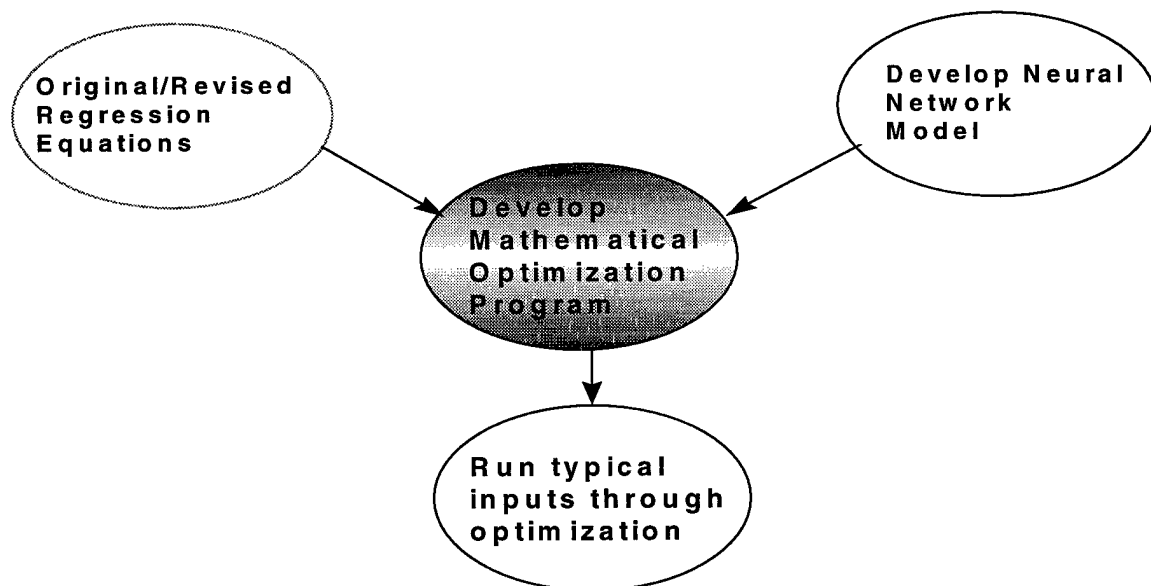 Original/Revised
Regression
Equations
Develop Neural
Network
Model
Develop
Mathematical
Optimization
Program
Run typical
inputs through
optimization